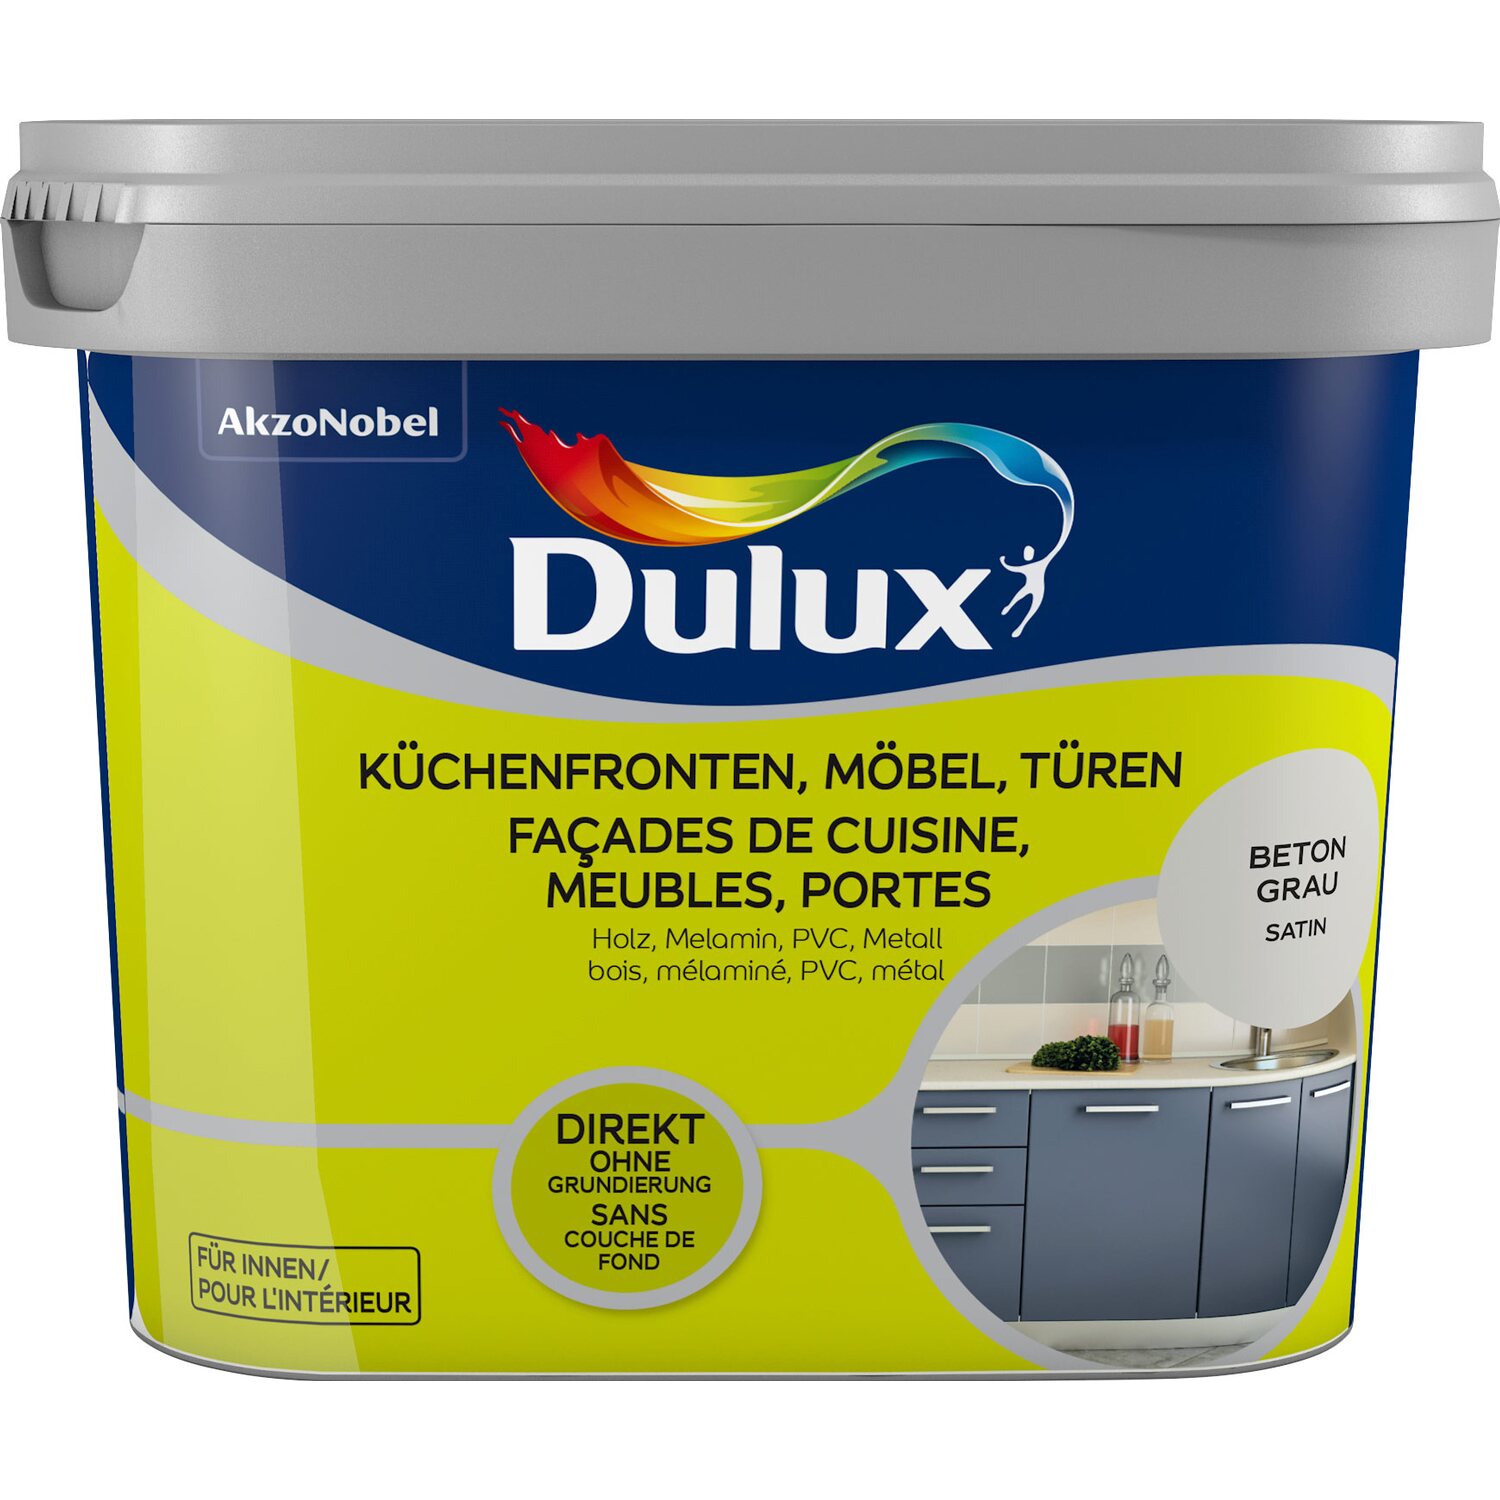 AkzoNobel
Dulux
KÜCHENFRONTEN, MÖBEL, TÜREN
FAÇADES DE CUISINE,
MEUBLES, PORTES
Holz, Melamin, PVC, Metall
bois, mélaminé, PVC, métal
BETON
GRAU
SATIN
DIREKT
OHNE
GRUNDIERUNG
SANS
COUCHE DE
FOND
FÜR INNEN/
POUR L'INTÉRIEUR